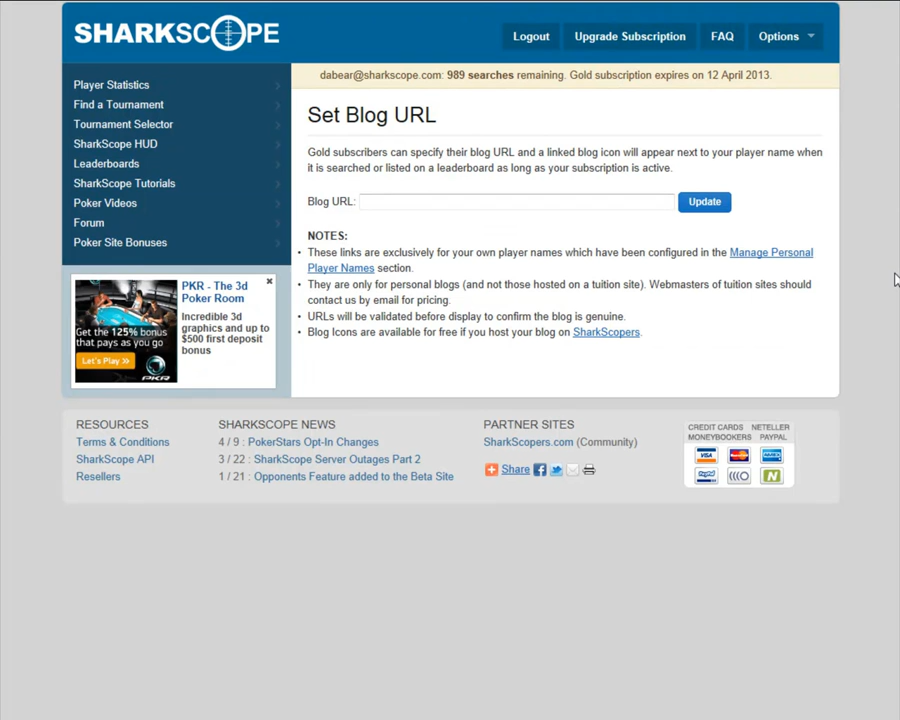 SHARKSCOPE
Logout
Upgrade Subscription
FAQ
Options
dabear@sharkscope.com: 989 searches remaining. Gold subscription expires on 12 April 2013.
Player Statistics
Find a Tournament
Tournament Selector
SharkScope HUD
Leaderboards
SharkScope Tutorials
Poker Videos
Forum
Poker Site Bonuses
Set Blog URL
Gold subscribers can specify their blog URL and a linked blog icon will appear next to your player name when
it is searched or listed on a leaderboard as long as your subscription is active.
Blog URL:
Update
NOTES:
• These links are exclusively for your own player names which have been configured in the Manage Personal
Player Names section.
• They are only for personal blogs (and not those hosted on a tuition site). Webmasters of tuition sites should
contact us by email for pricing.
• URLs will be validated before display to confirm the blog is genuine.
• Blog Icons are available for free if you host your blog on SharkScopers.
Get the 125% bonus
that pays as you go
Let's Play »
PKR
PKR - The 3d
Poker Room
Incredible 3d
graphics and up to
$500 first deposit
bonus
RESOURCES
Terms & Conditions
SharkScope API
Resellers
SHARKSCOPE NEWS
4 / 9 : PokerStars Opt-In Changes
3 / 22 : SharkScope Server Outages Part 2
1 / 21 : Opponents Feature added to the Beta Site
PARTNER SITES
SharkScopers.com (Community)
Share
CREDIT CARDS NETELLER
MONEYBOOKERS PAYPAL
VISA